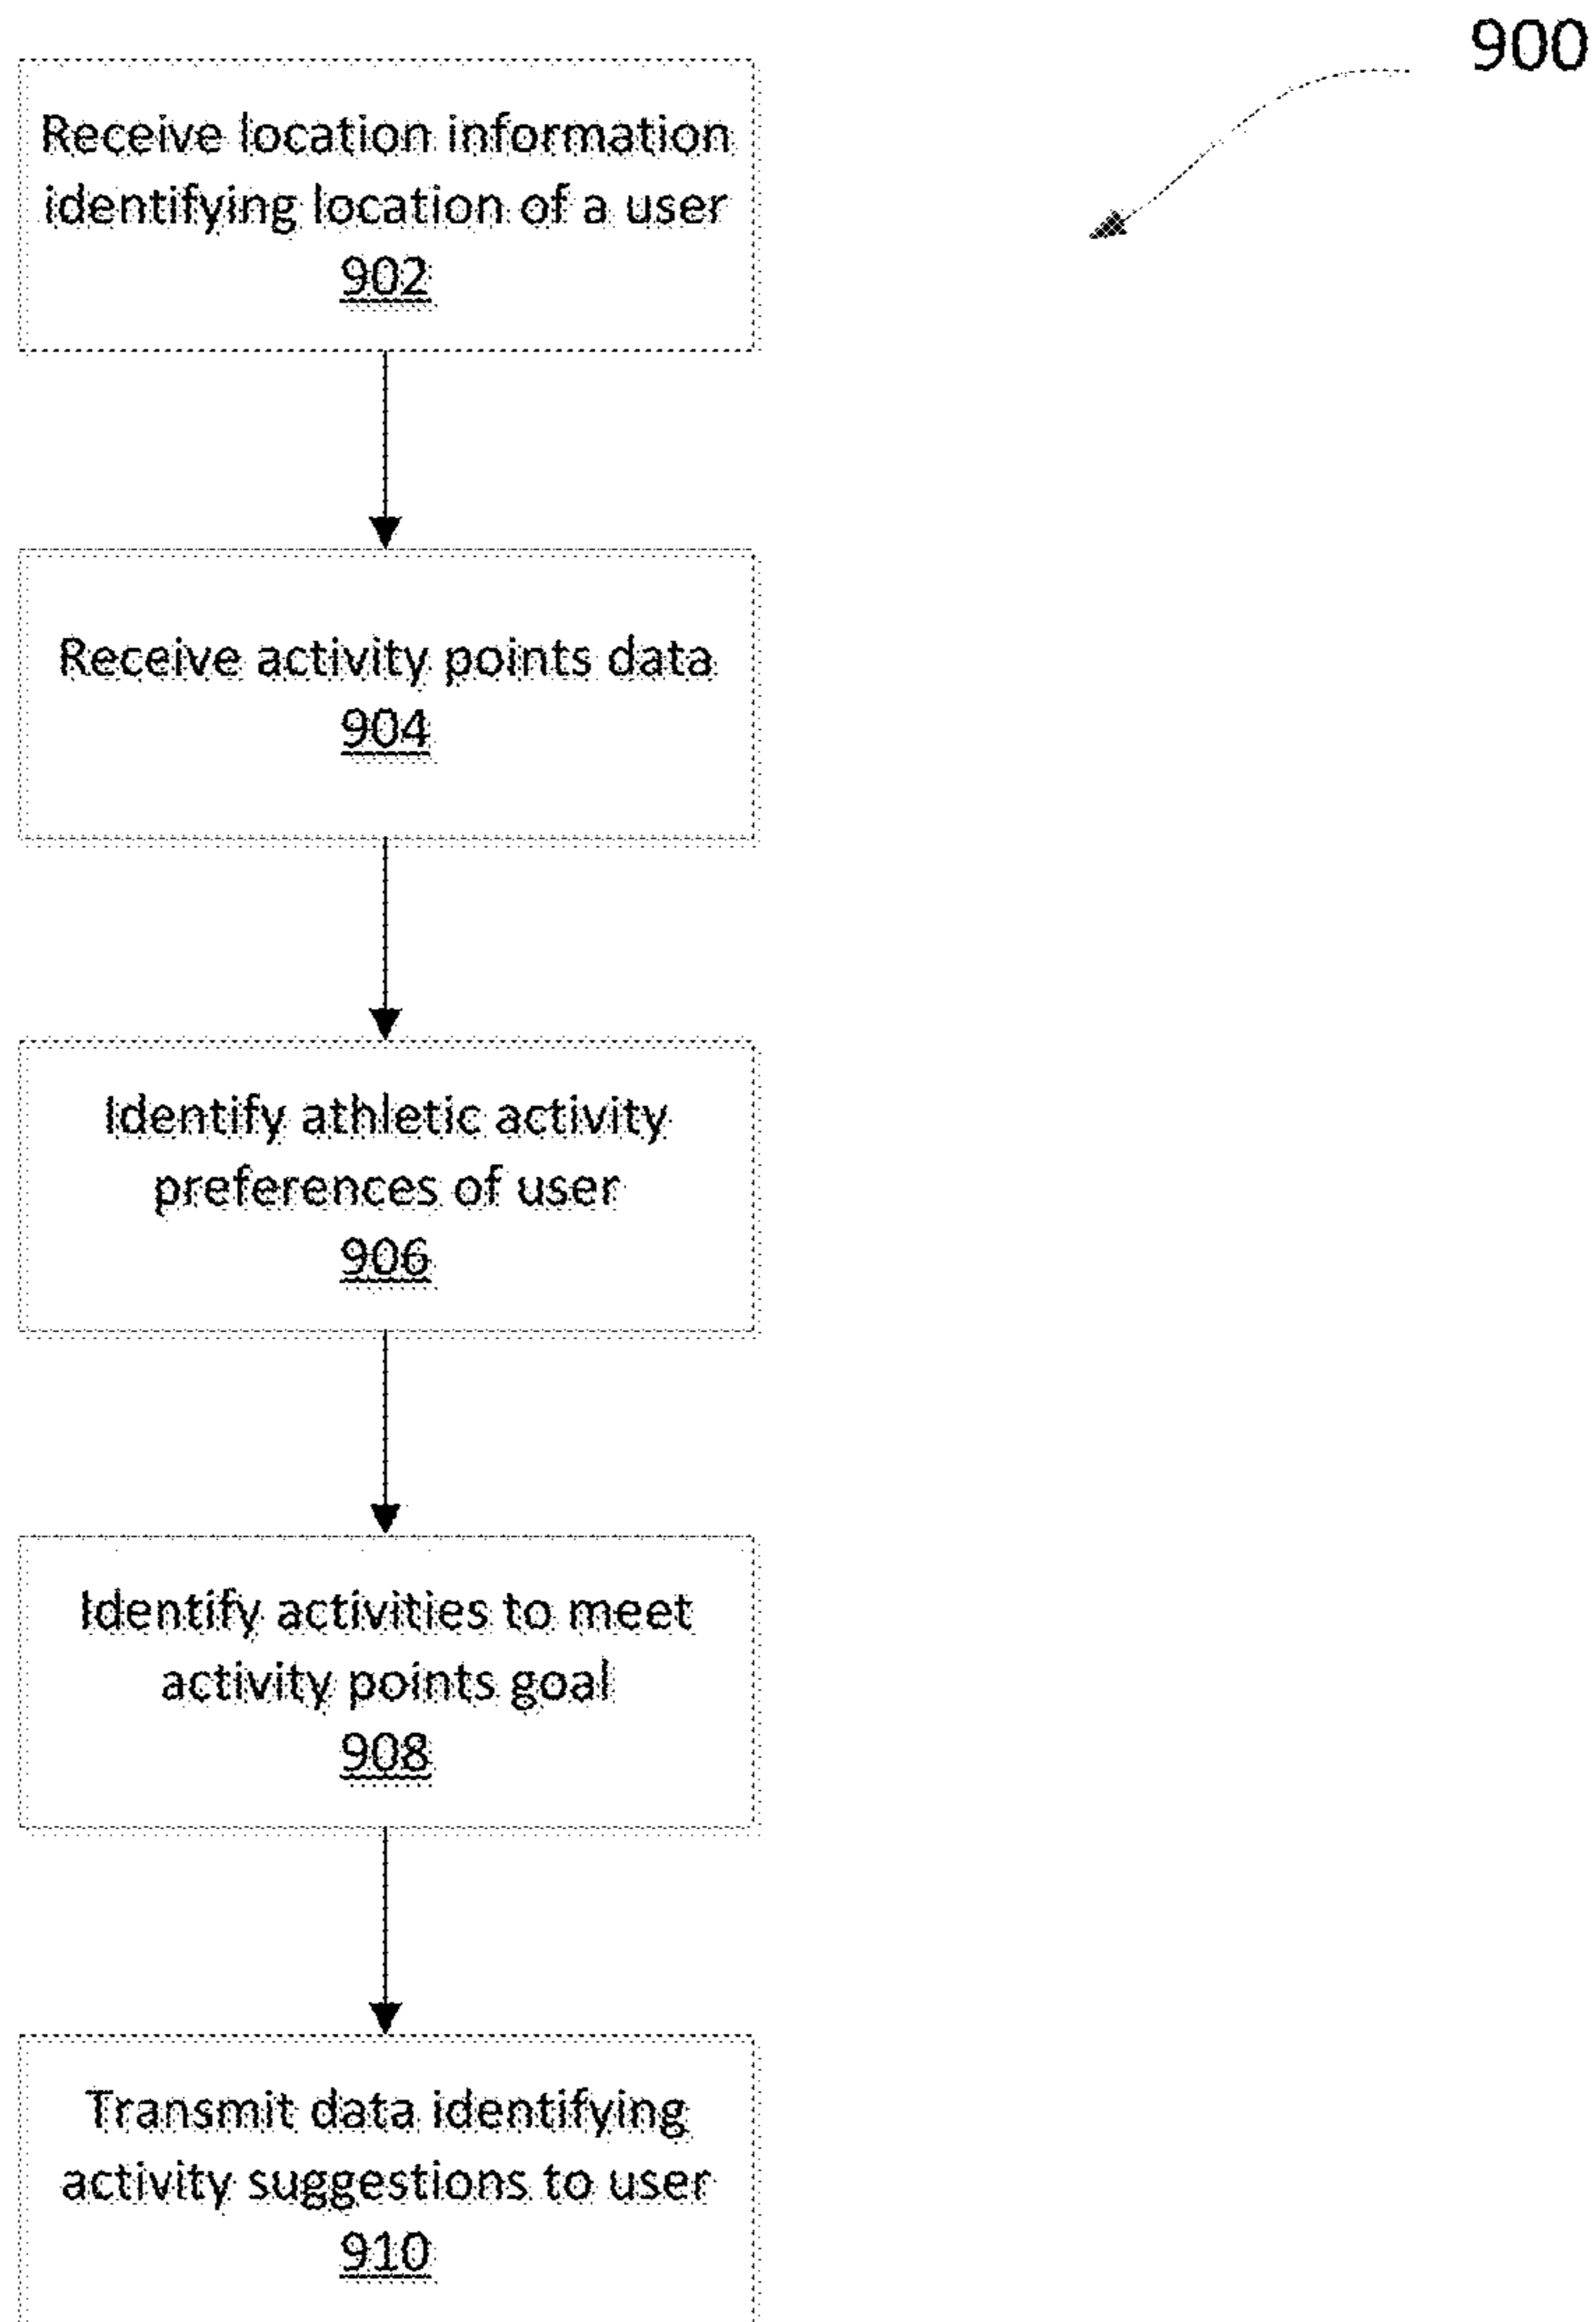 900
Receive location information
identifying location of a user
902
Receive activity points data
904
Identify athletic activity
preferences of user
906
Identify activities to meet
activity points goal
908
Transmit data identifying
activity suggestions to user
910